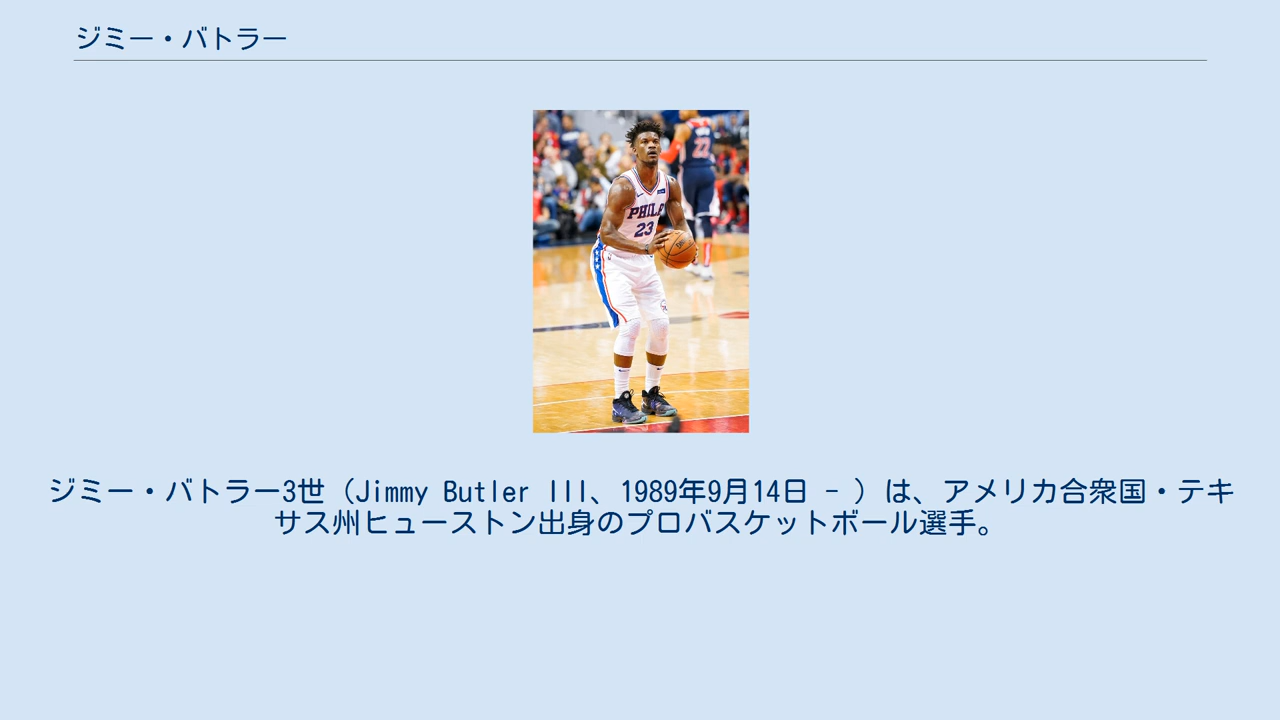 ジミー・バトラー
22
PHILA
23
ジミー・バトラー3世（Jimmy Butler III、1989年9月14日 - ）は、アメリカ合衆国・テキ
サス州ヒューストン出身のプロバスケットボール選手。